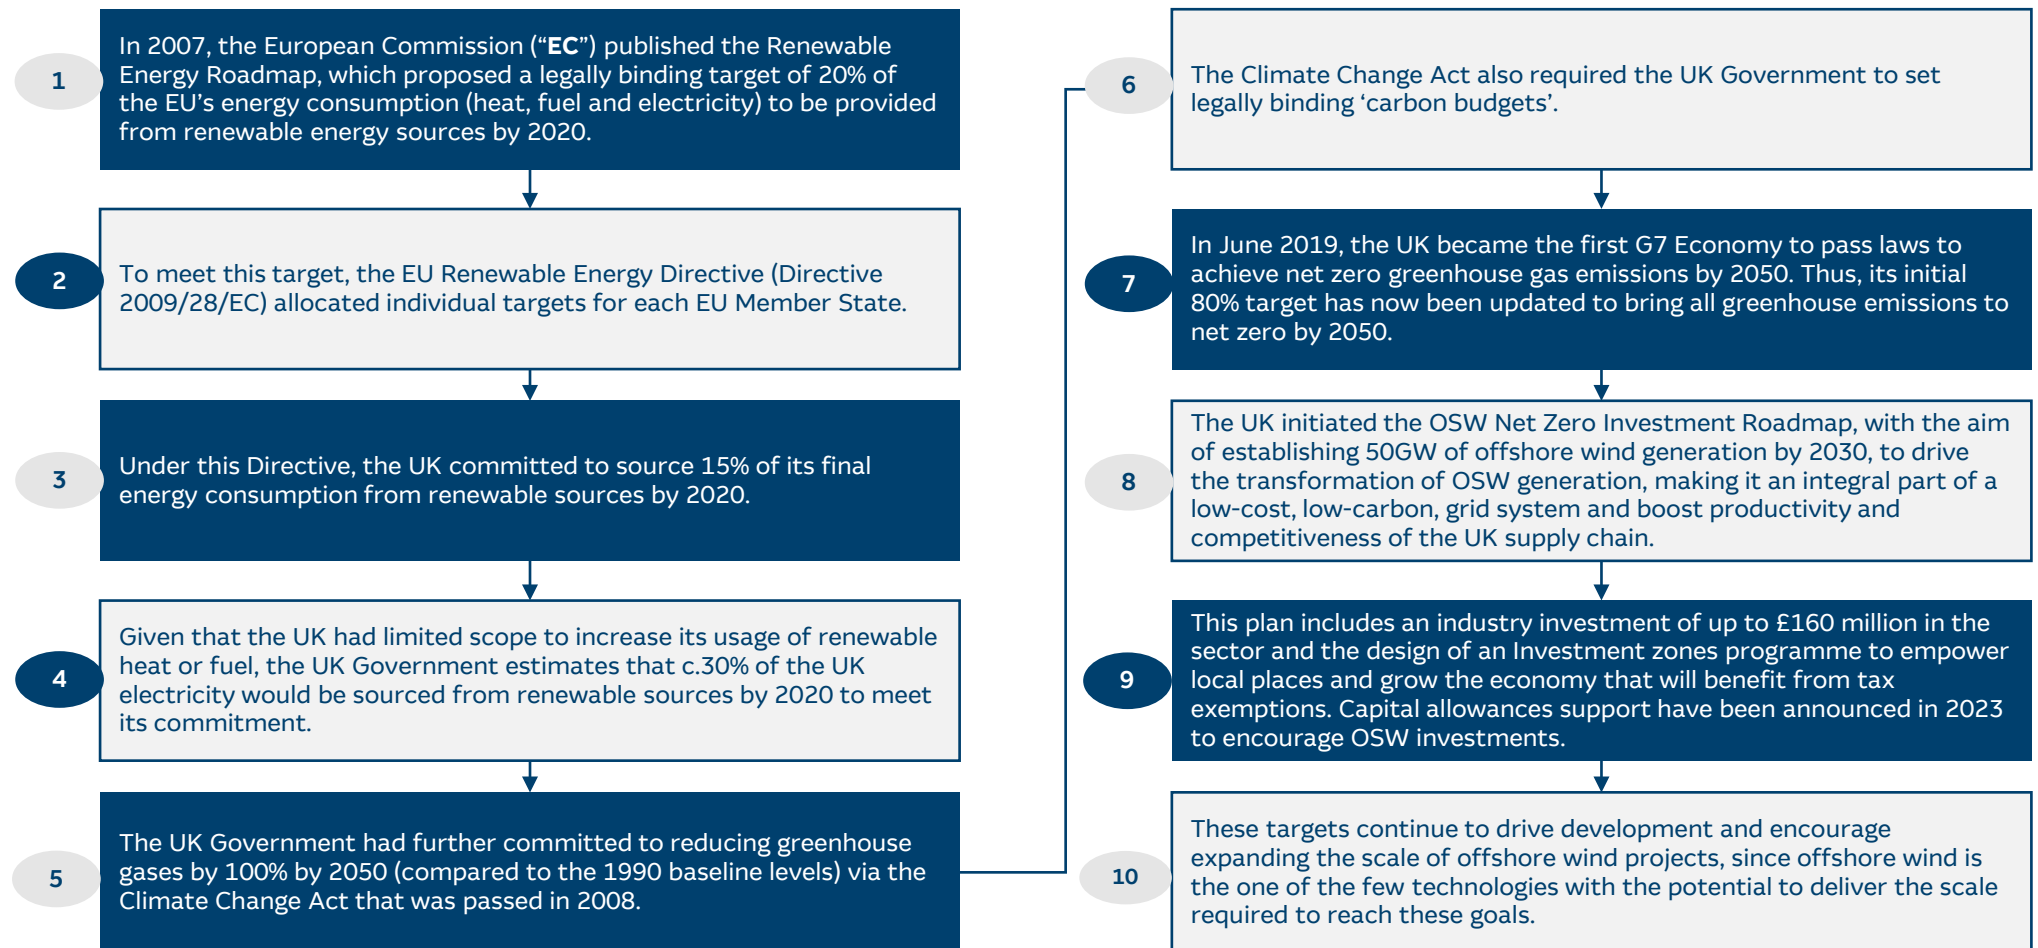 1
In 2007, the European Commission (“EC”) published the Renewable
Energy Roadmap, which proposed a legally binding target of 20% of
the EU’s energy consumption (heat, fuel and electricity) to be provided
from renewable energy sources by 2020.
2
To meet this target, the EU Renewable Energy Directive (Directive
2009/28/EC) allocated individual targets for each EU Member State.
3
Under this Directive, the UK committed to source 15% of its final
energy consumption from renewable sources by 2020.
4
Given that the UK had limited scope to increase its usage of renewable
heat or fuel, the UK Government estimates that c.30% of the UK
electricity would be sourced from renewable sources by 2020 to meet
its commitment.
5
The UK Government had further committed to reducing greenhouse
gases by 100% by 2050 (compared to the 1990 baseline levels) via the
Climate Change Act that was passed in 2008.
6
The Climate Change Act also required the UK Government to set
legally binding ‘carbon budgets’.
7
In June 2019, the UK became the first G7 Economy to pass laws to
achieve net zero greenhouse gas emissions by 2050. Thus, its initial
80% target has now been updated to bring all greenhouse emissions to
net zero by 2050.
8
The UK initiated the OSW Net Zero Investment Roadmap, with the aim
of establishing 50GW of offshore wind generation by 2030, to drive
the transformation of OSW generation, making it an integral part of a
low-cost, low-carbon, grid system and boost productivity and
competitiveness of the UK supply chain.
9
This plan includes an industry investment of up to £160 million in the
sector and the design of an Investment zones programme to empower
local places and grow the economy that will benefit from tax
exemptions. Capital allowances support have been announced in 2023
to encourage OSW investments.
10
These targets continue to drive development and encourage
expanding the scale of offshore wind projects, since offshore wind is
the one of the few technologies with the potential to deliver the scale
required to reach these goals.